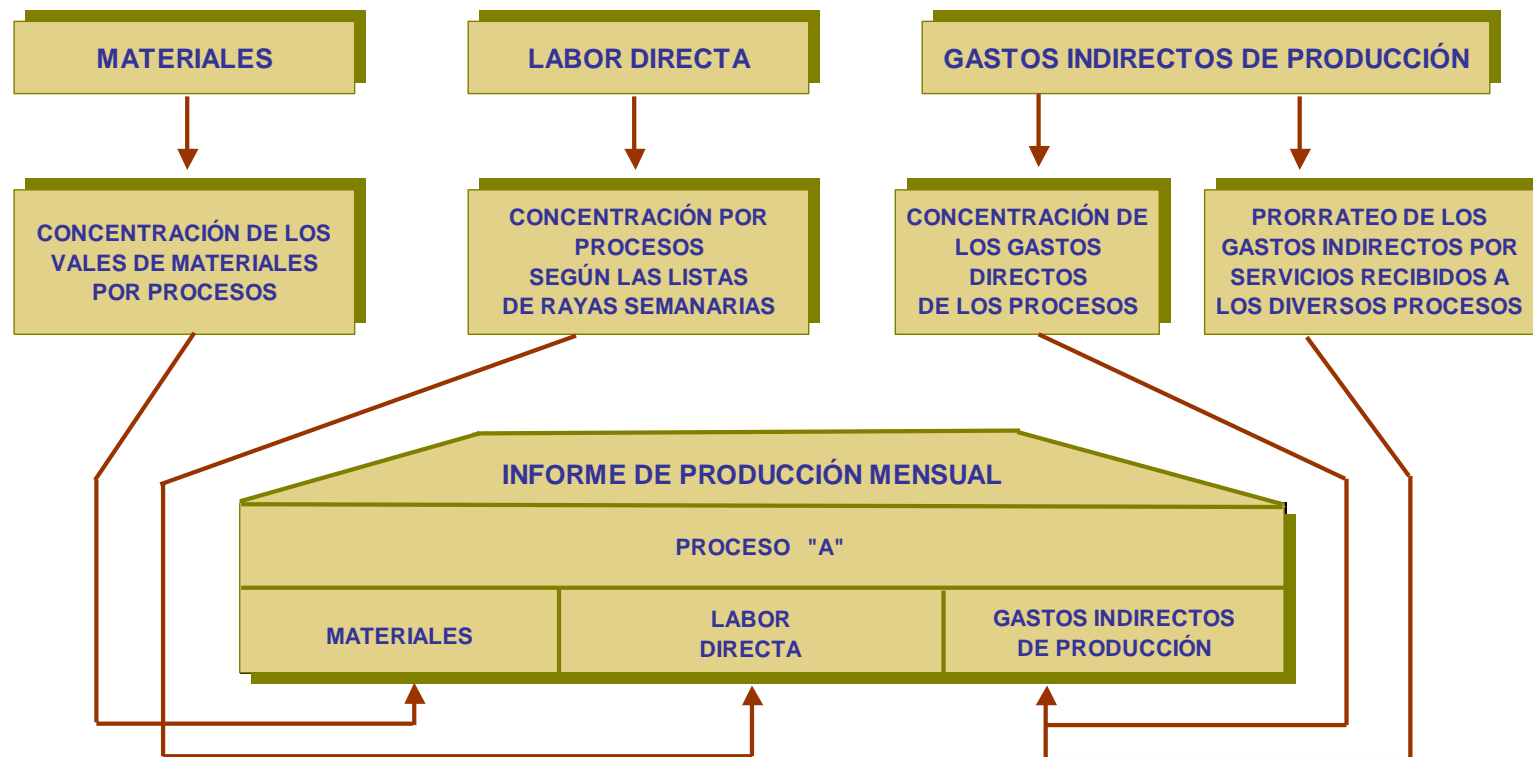 MATERIALES
LABOR DIRECTA
GASTOS INDIRECTOS DE PRODUCCIÓN
CONCENTRACIÓN DE LOS
VALES DE MATERIALES
POR PROCESOS
CONCENTRACIÓN POR
PROCESOS
SEGÚN LAS LISTAS
DE RAYAS SEMANARIAS
CONCENTRACIÓN DE
LOS GASTOS
DIRECTOS
DE LOS PROCESOS
PRORRATEO DE LOS
GASTOS INDIRECTOS POR
SERVICIOS RECIBIDOS A
LOS DIVERSOS PROCESOS
INFORME DE PRODUCCIÓN MENSUAL
PROCESO "A"
MATERIALES
LABOR
DIRECTA
GASTOS INDIRECTOS
DE PRODUCCIÓN